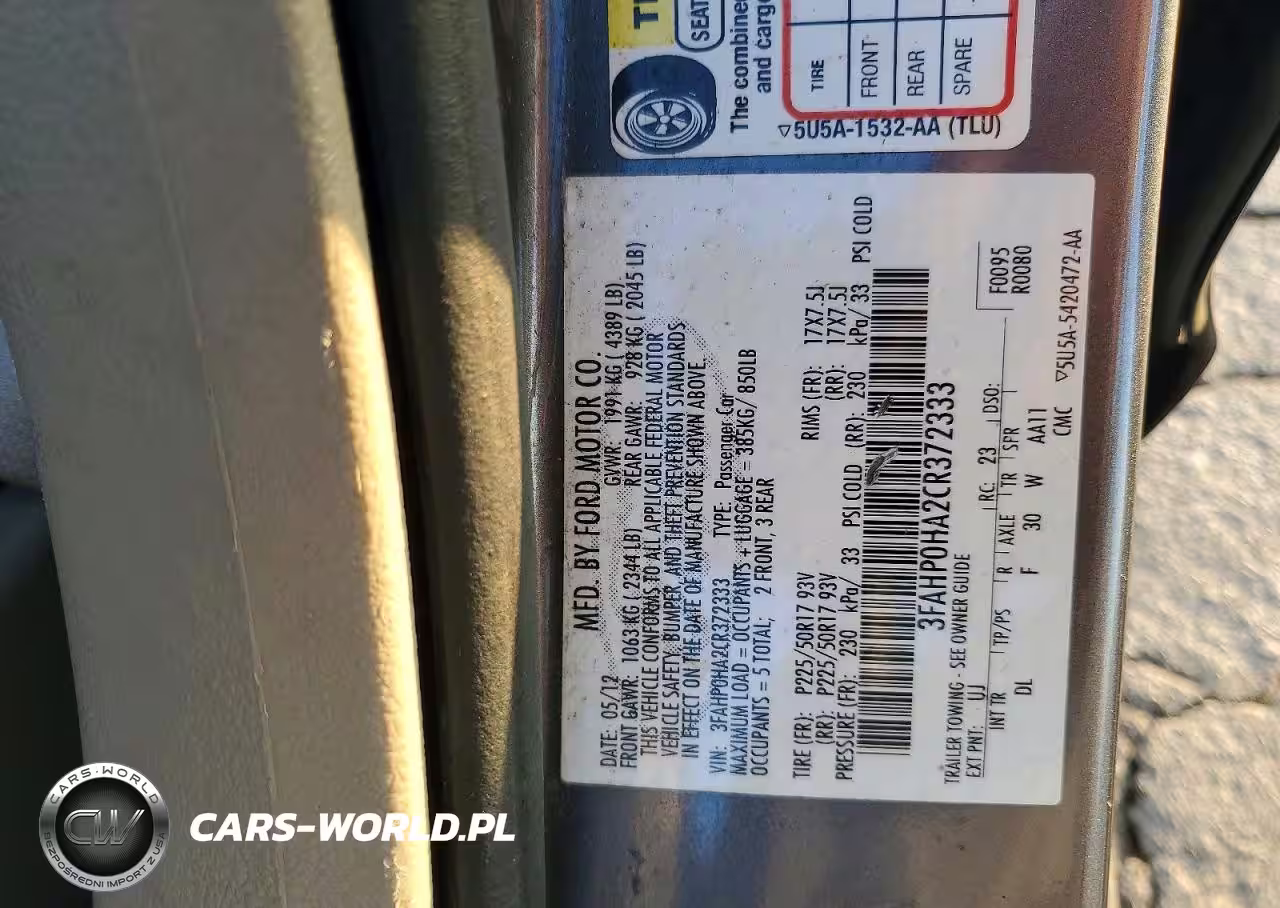 SEAT
The combined
and cargo
TIRE
FRONT
REAR
SPARE
▽5U5A-1532-AA (TLU)
MFD. BY FORD MOTOR CO.
DATE: 05/12 GVWR: 1991 KG ( 4389 LB)
FRONT GAWR: 1063 KG ( 2344 LB) REAR GAWR: 928 KG ( 2045 LB)
THIS VEHICLE CONFORMS TO ALL APPLICABLE FEDERAL MOTOR
VEHICLE SAFETY, BUMPER, AND THEFT PREVENTION STANDARDS
IN EFFECT ON THE DATE OF MANUFACTURE SHOWN ABOVE.
VIN: 3FAHP0HA2CR372333 TYPE: Passenger Car
MAXIMUM LOAD = OCCUPANTS + LUGGAGE = 385KG/ 850LB
OCCUPANTS = 5 TOTAL; 2 FRONT, 3 REAR
TIRE (FR): P225/50R17 93V RIMS (FR): 17X7.5J
(RR): P225/50R17 93V (RR): 17X7.5J
PRESSURE (FR): 230 kPa/ 33 PSI COLD (RR): 230 kPa/ 33 PSI COLD
3FAHP0HA2CR372333
TRAILER TOWING - SEE OWNER GUIDE
EXT PNT: UJ RC: 23 DSO: F0095
R0080
INT TR TP/PS R AXLE TR SPR
DL F 30 W AA11
CMC
▽5U5A-5420472-AA
CARS-WORLD
CW
BEZPOŚREDNI IMPORT Z USA
CARS-WORLD.PL